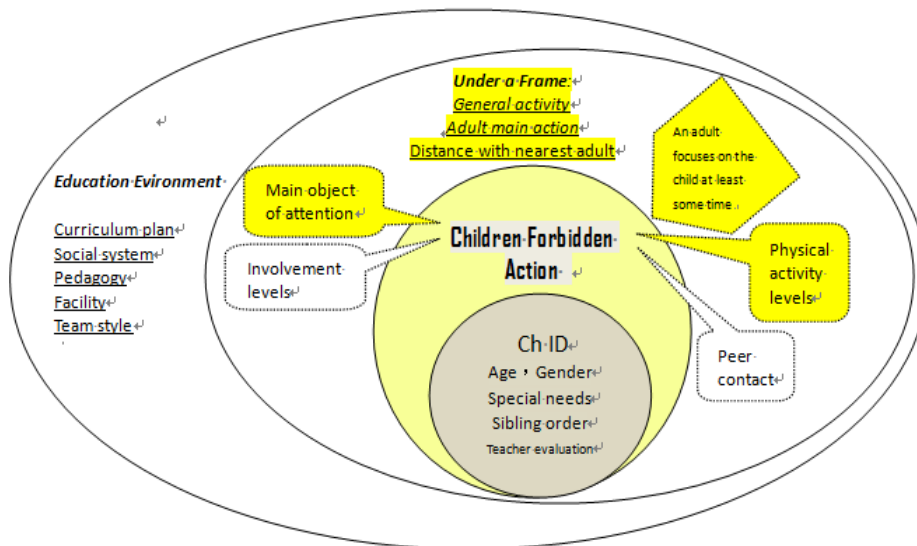 Under a Frame:
General activity
Adult main action
Distance with nearest adult
An adult
focuses on the
child at least
some time.
Education Evironment
Curriculum plan
Social system
Pedagogy
Facility
Team style
Main object
of attention
Involvement
levels
Children Forbidden
Action
Physical
activity
levels
Peer
contact
Ch ID
Age，Gender
Special needs
Sibling order
Teacher evaluation